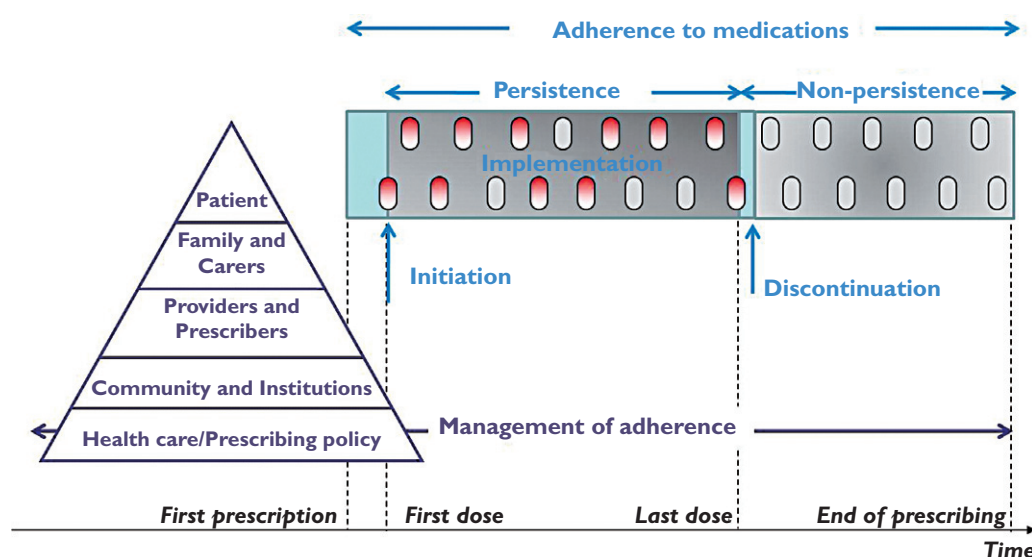 Adherence to medications
Persistence
Non-persistence
Implementation
Patient
Family and
Carers
Initiation
Discontinuation
Providers and
Prescribers
Community and Institutions
Management of adherence
Health care/Prescribing policy
First prescription
First dose
Last dose
End of prescribing
Time